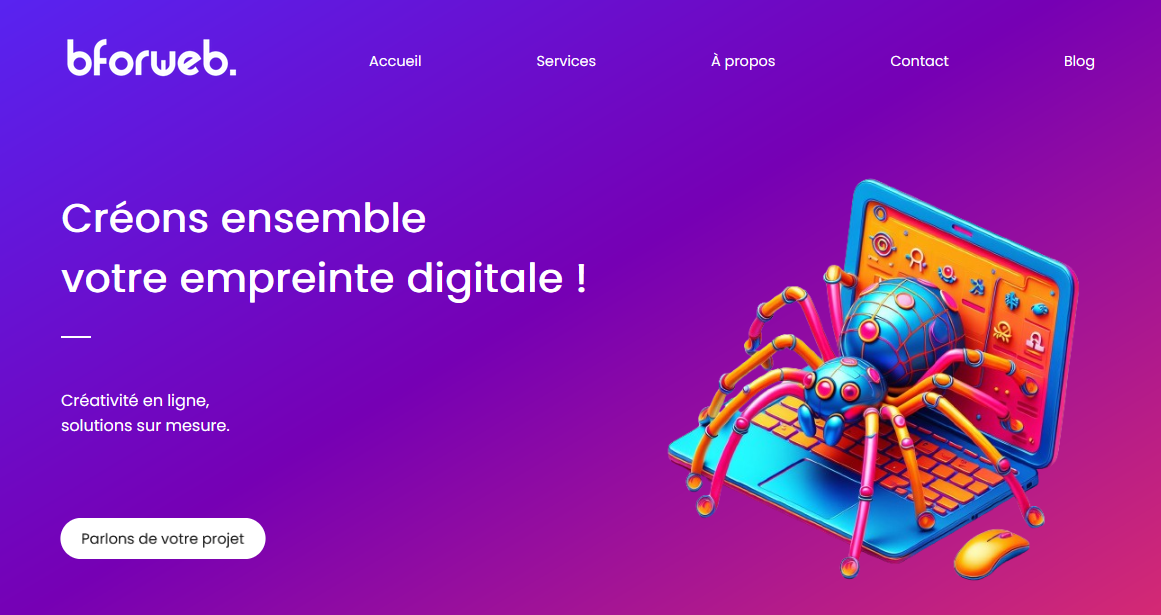 bforweb.
Accueil
Services
À propos
Contact
Blog
Créons ensemble
votre empreinte digitale !
Créativité en ligne,
solutions sur mesure.
Parlons de votre projet